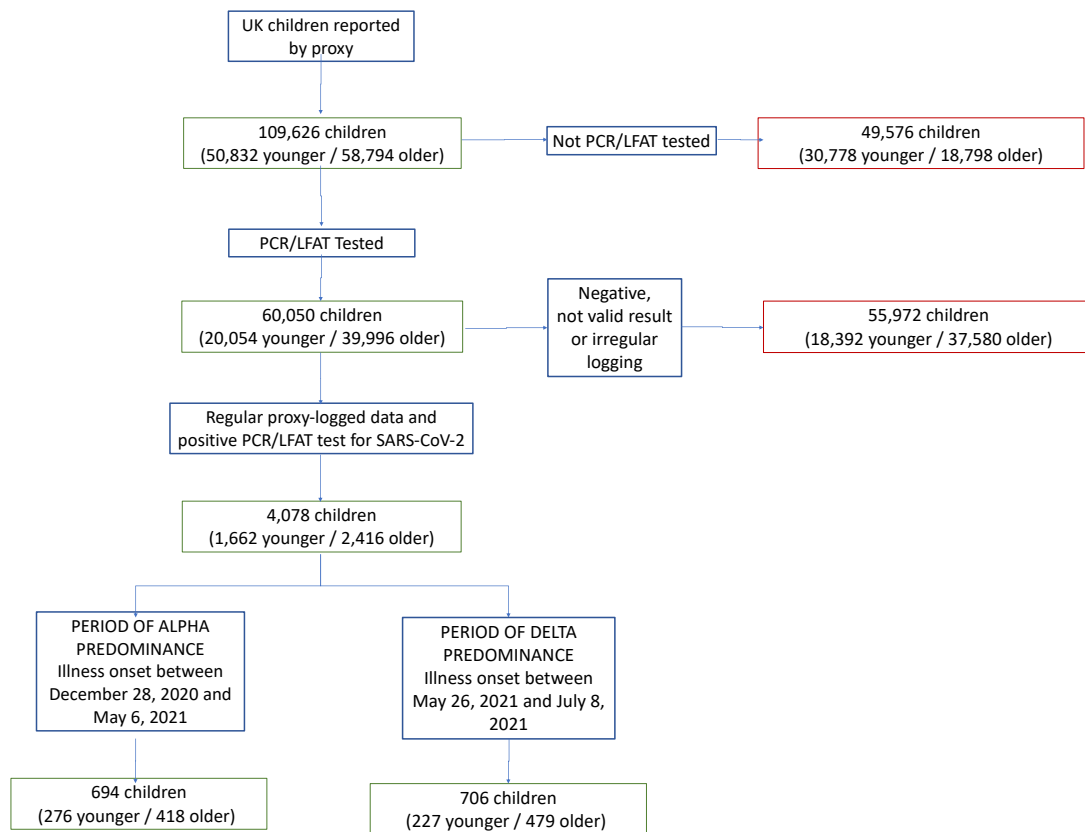 UK children reported
by proxy
109,626 children
(50,832 younger / 58,794 older)
Not PCR/LFAT tested
49,576 children
(30,778 younger / 18,798 older)
PCR/LFAT Tested
60,050 children
(20,054 younger / 39,996 older)
Negative,
not valid result
or irregular
logging
55,972 children
(18,392 younger / 37,580 older)
Regular proxy-logged data and
positive PCR/LFAT test for SARS-CoV-2
4,078 children
(1,662 younger / 2,416 older)
PERIOD OF ALPHA
PREDOMINANCE
Illness onset between
December 28, 2020 and
May 6, 2021
PERIOD OF DELTA
PREDOMINANCE
Illness onset between
May 26, 2021 and July 8,
2021
694 children
(276 younger / 418 older)
706 children
(227 younger / 479 older)